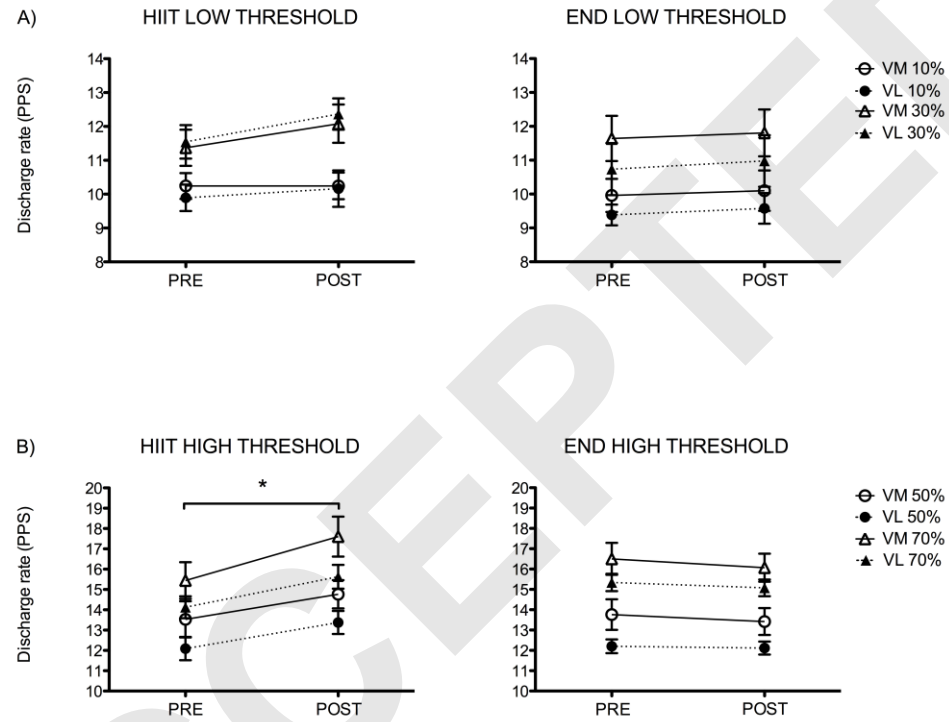 A)
HIIT LOW THRESHOLD
END LOW THRESHOLD
Discharge rate (PPS)
14
13
12
11
10
9
8
PRE
POST
14
13
12
11
10
9
8
PRE
POST
VM 10%
VL 10%
VM 30%
VL 30%
B)
HIIT HIGH THRESHOLD
END HIGH THRESHOLD
Discharge rate (PPS)
20
19
18
17
16
15
14
13
12
11
10
*
PRE
POST
20
19
18
17
16
15
14
13
12
11
10
PRE
POST
VM 50%
VL 50%
VM 70%
VL 70%
CCEPTE